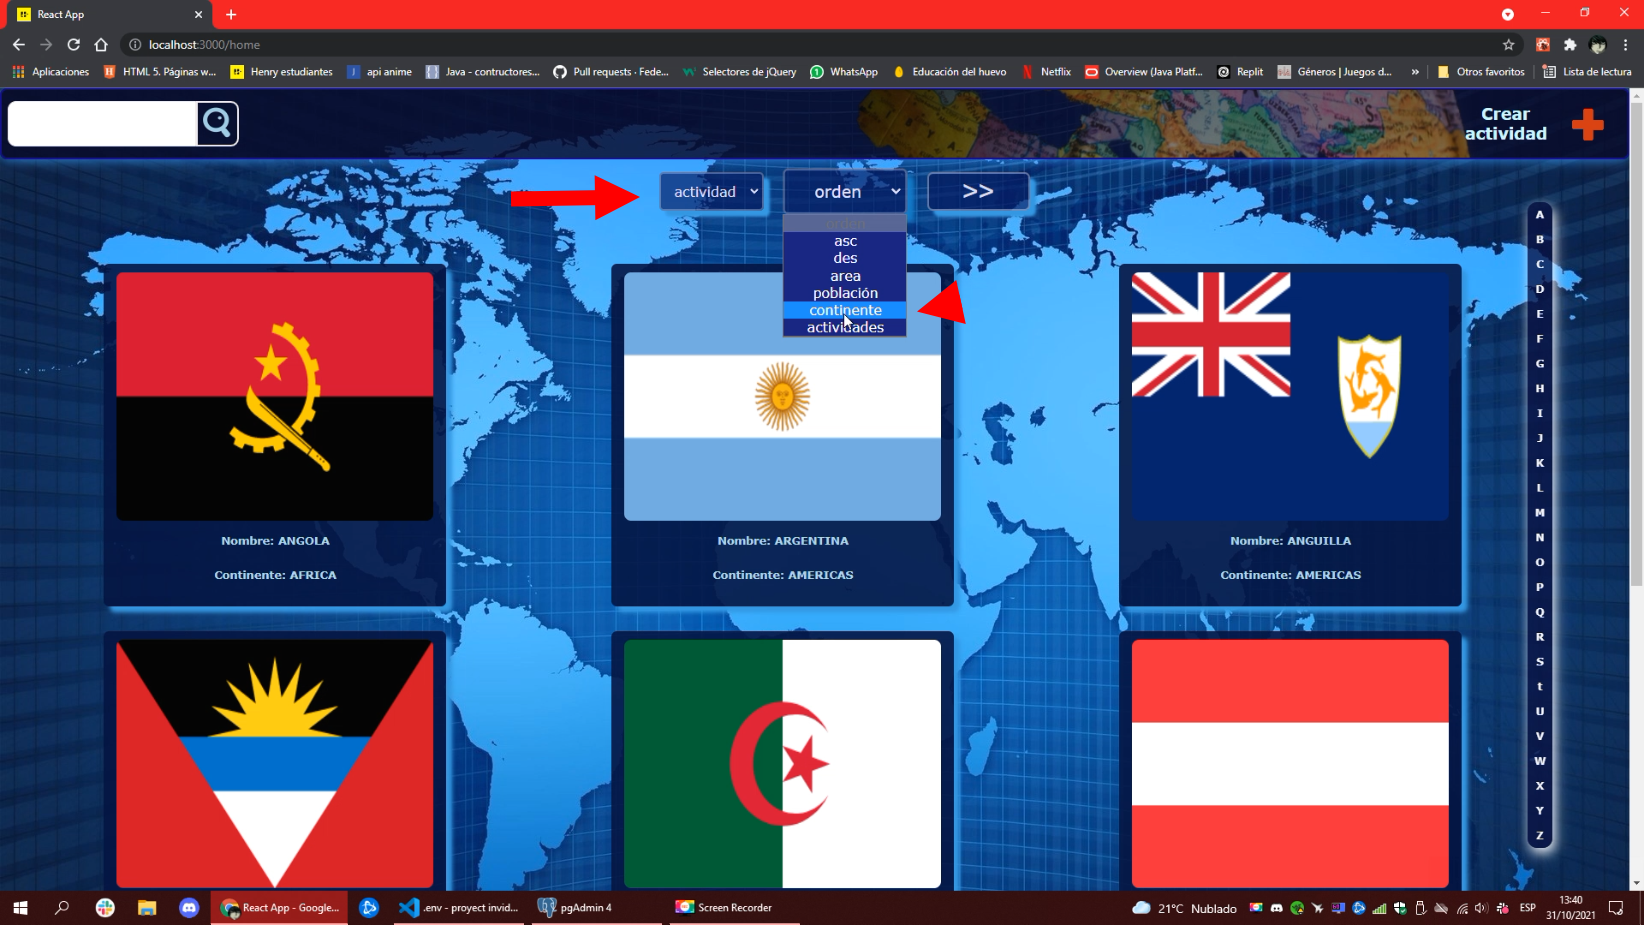 React App
localhost:3000/home
Aplicaciones
HTML 5. Páginas w...
Henry estudiantes
api anime
Java - contructores...
Pull requests · Fede...
Selectores de jQuery
WhatsApp
Educación del huevo
Netflix
Overview (Java Platf...
Replit
Géneros | Juegos d...
»
Otros favoritos
Lista de lectura
Crear
actividad
actividad
orden
>>
orden
asc
des
area
población
continente
actividades
Nombre: ANGOLA
Continente: AFRICA
Nombre: ARGENTINA
Continente: AMERICAS
Nombre: ANGUILLA
Continente: AMERICAS
A
B
C
D
E
F
G
H
I
J
K
L
M
N
O
P
Q
R
S
t
U
V
W
X
Y
Z
React App - Google...
.env - proyect invid...
pgAdmin 4
Screen Recorder
21°C Nublado
ESP
13:40
31/10/2021